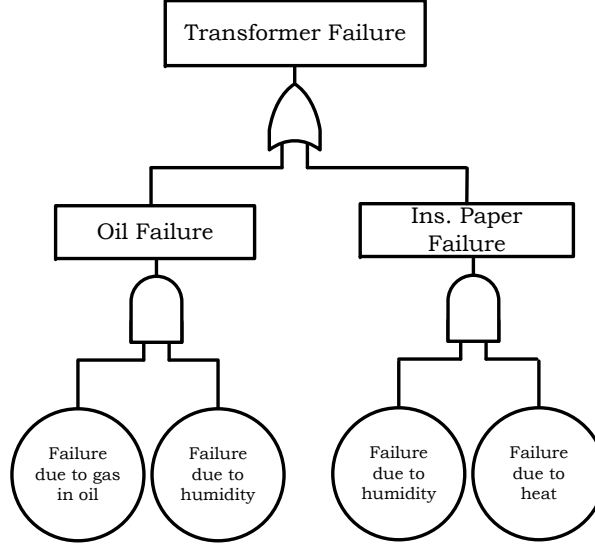 Transformer Failure
Oil Failure
Ins. Paper
Failure
Failure
due to gas
in oil
Failure
due to
humidity
Failure
due to
humidity
Failure
due to
heat